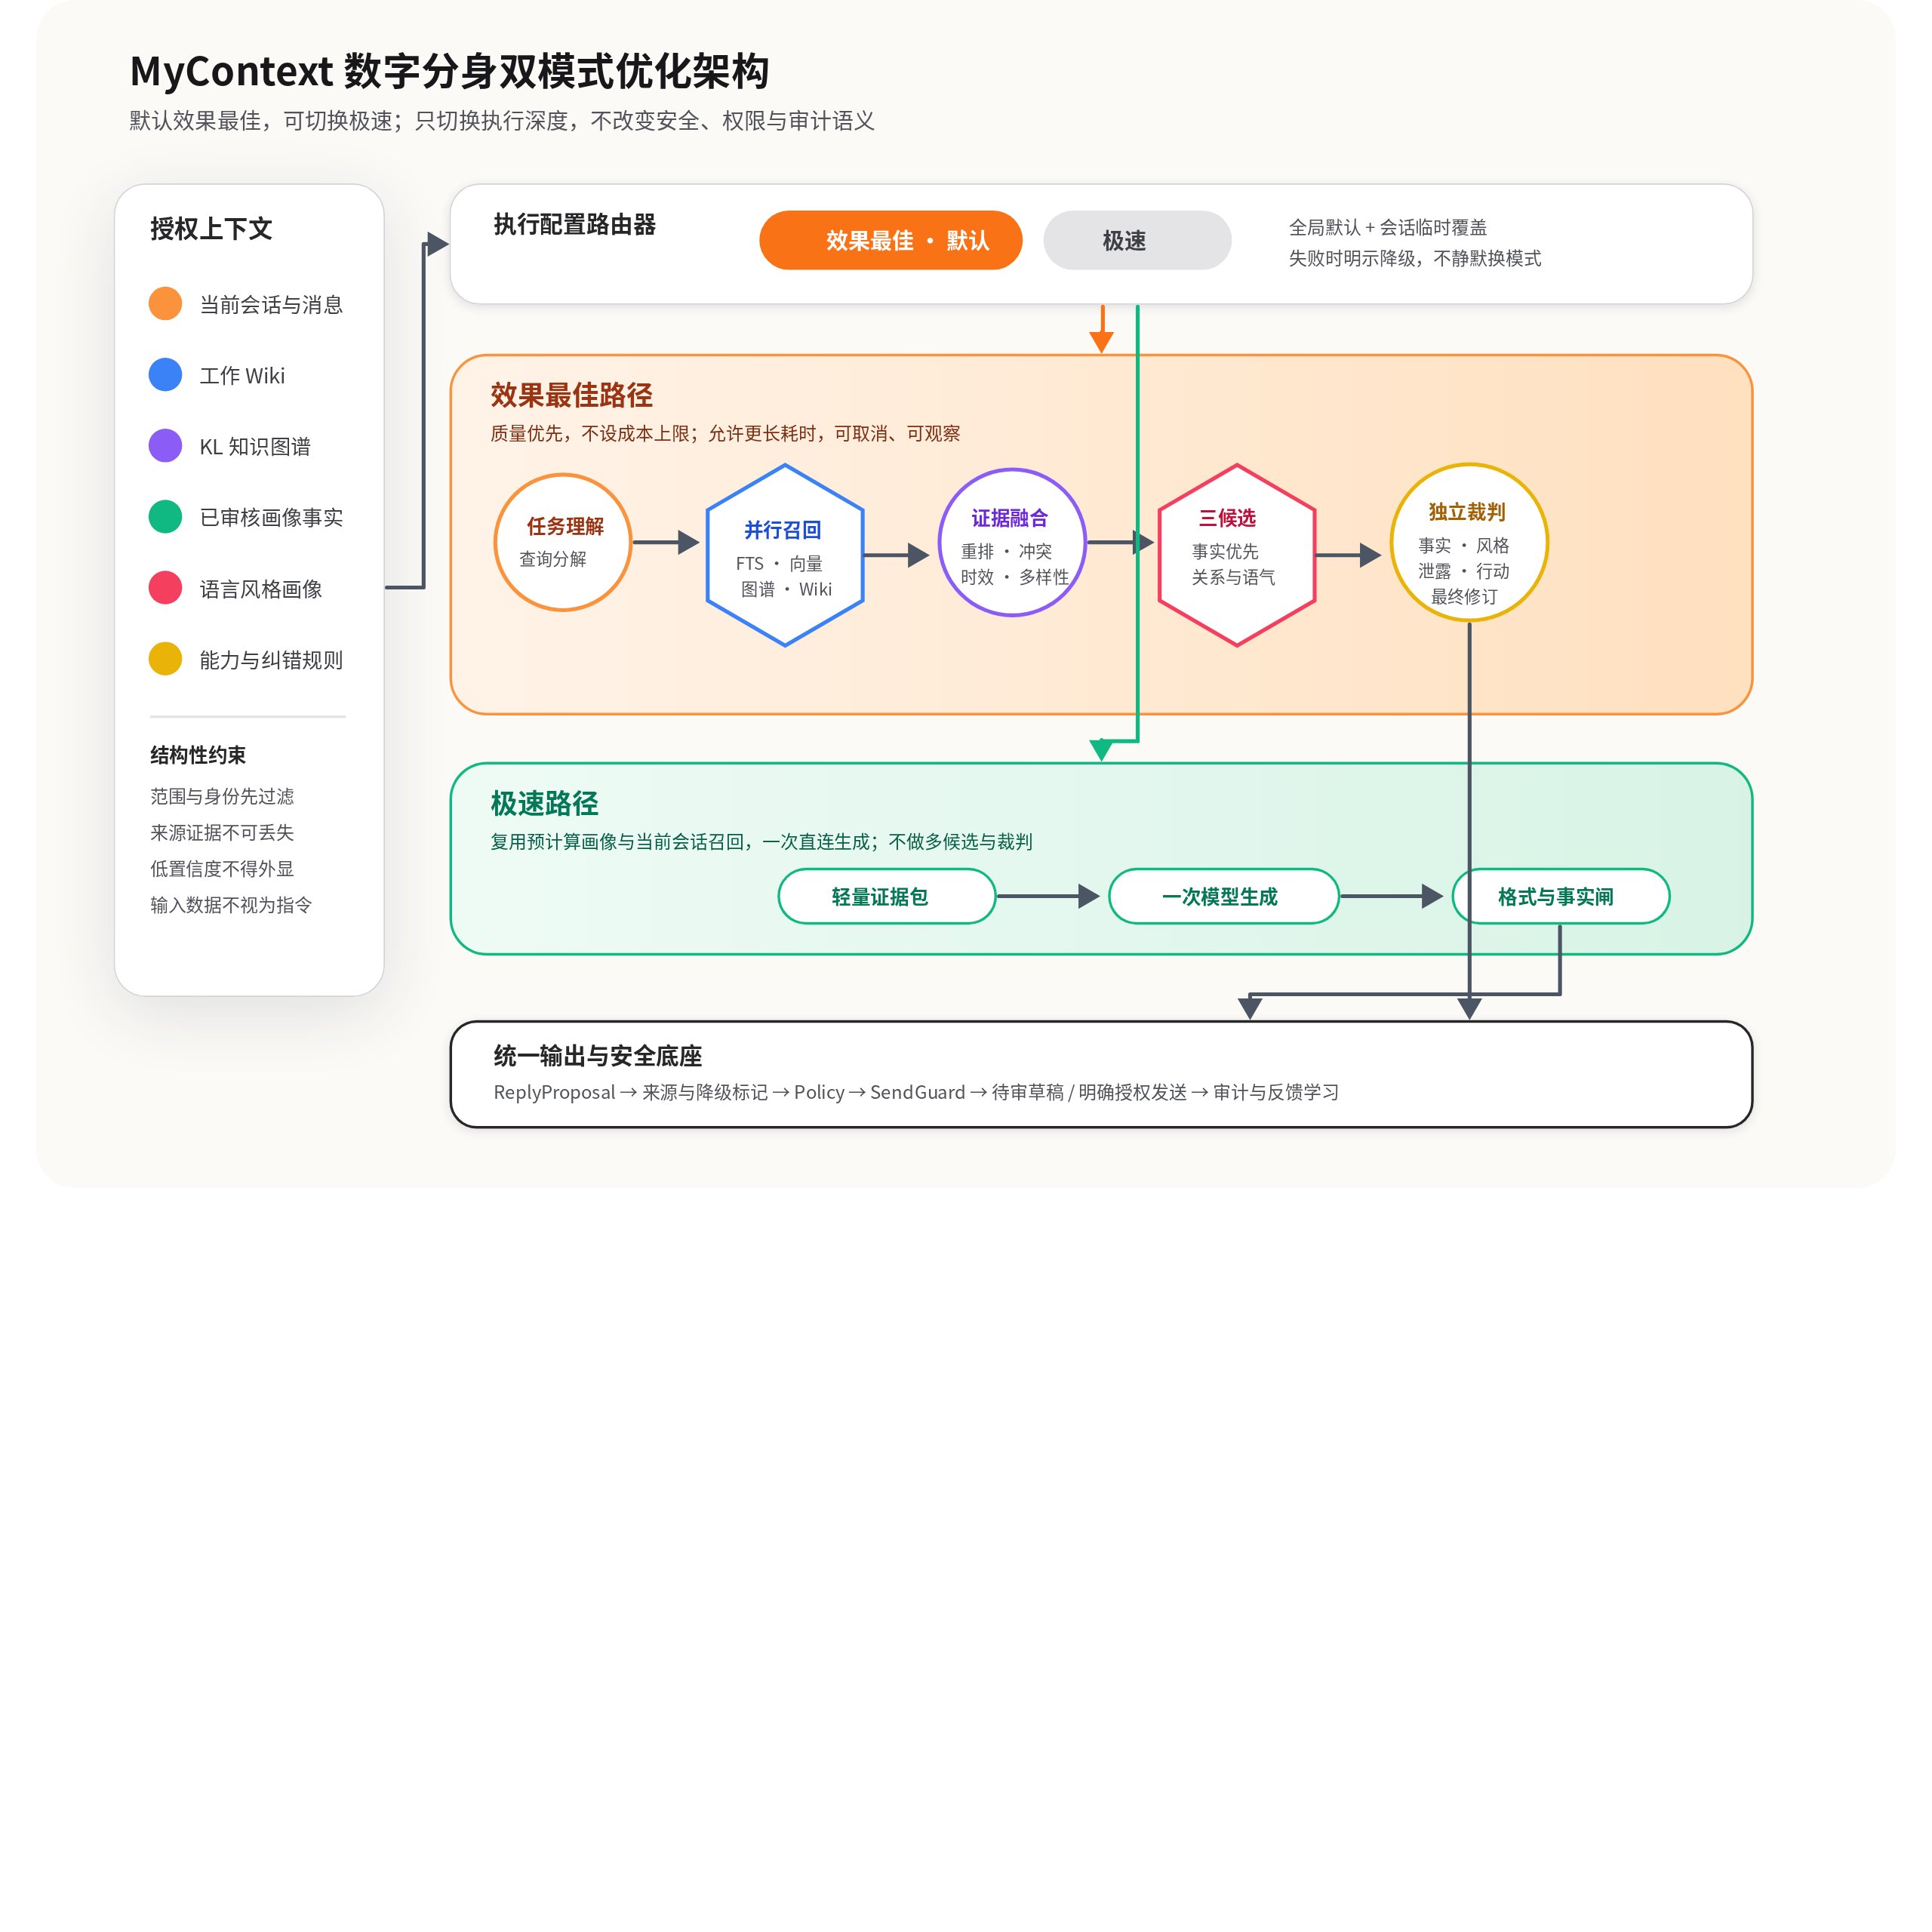 MyContext 数字分身双模式优化架构
默认效果最佳，可切换极速；只切换执行深度，不改变安全、权限与审计语义
授权上下文
当前会话与消息
工作 Wiki
KL 知识图谱
已审核画像事实
语言风格画像
能力与纠错规则
结构性约束
范围与身份先过滤
来源证据不可丢失
低置信度不得外显
输入数据不视为指令
执行配置路由器
效果最佳 · 默认
极速
全局默认 + 会话临时覆盖
失败时明示降级，不静默换模式
效果最佳路径
质量优先，不设成本上限；允许更长耗时，可取消、可观察
任务理解
查询分解
并行召回
FTS · 向量
图谱 · Wiki
证据融合
重排 · 冲突
时效 · 多样性
三候选
事实优先
关系与语气
独立裁判
事实 · 风格
泄露 · 行动
最终修订
极速路径
复用预计算画像与当前会话召回，一次直连生成；不做多候选与裁判
轻量证据包
一次模型生成
格式与事实闸
统一输出与安全底座
ReplyProposal → 来源与降级标记 → Policy → SendGuard → 待审草稿 / 明确授权发送 → 审计与反馈学习